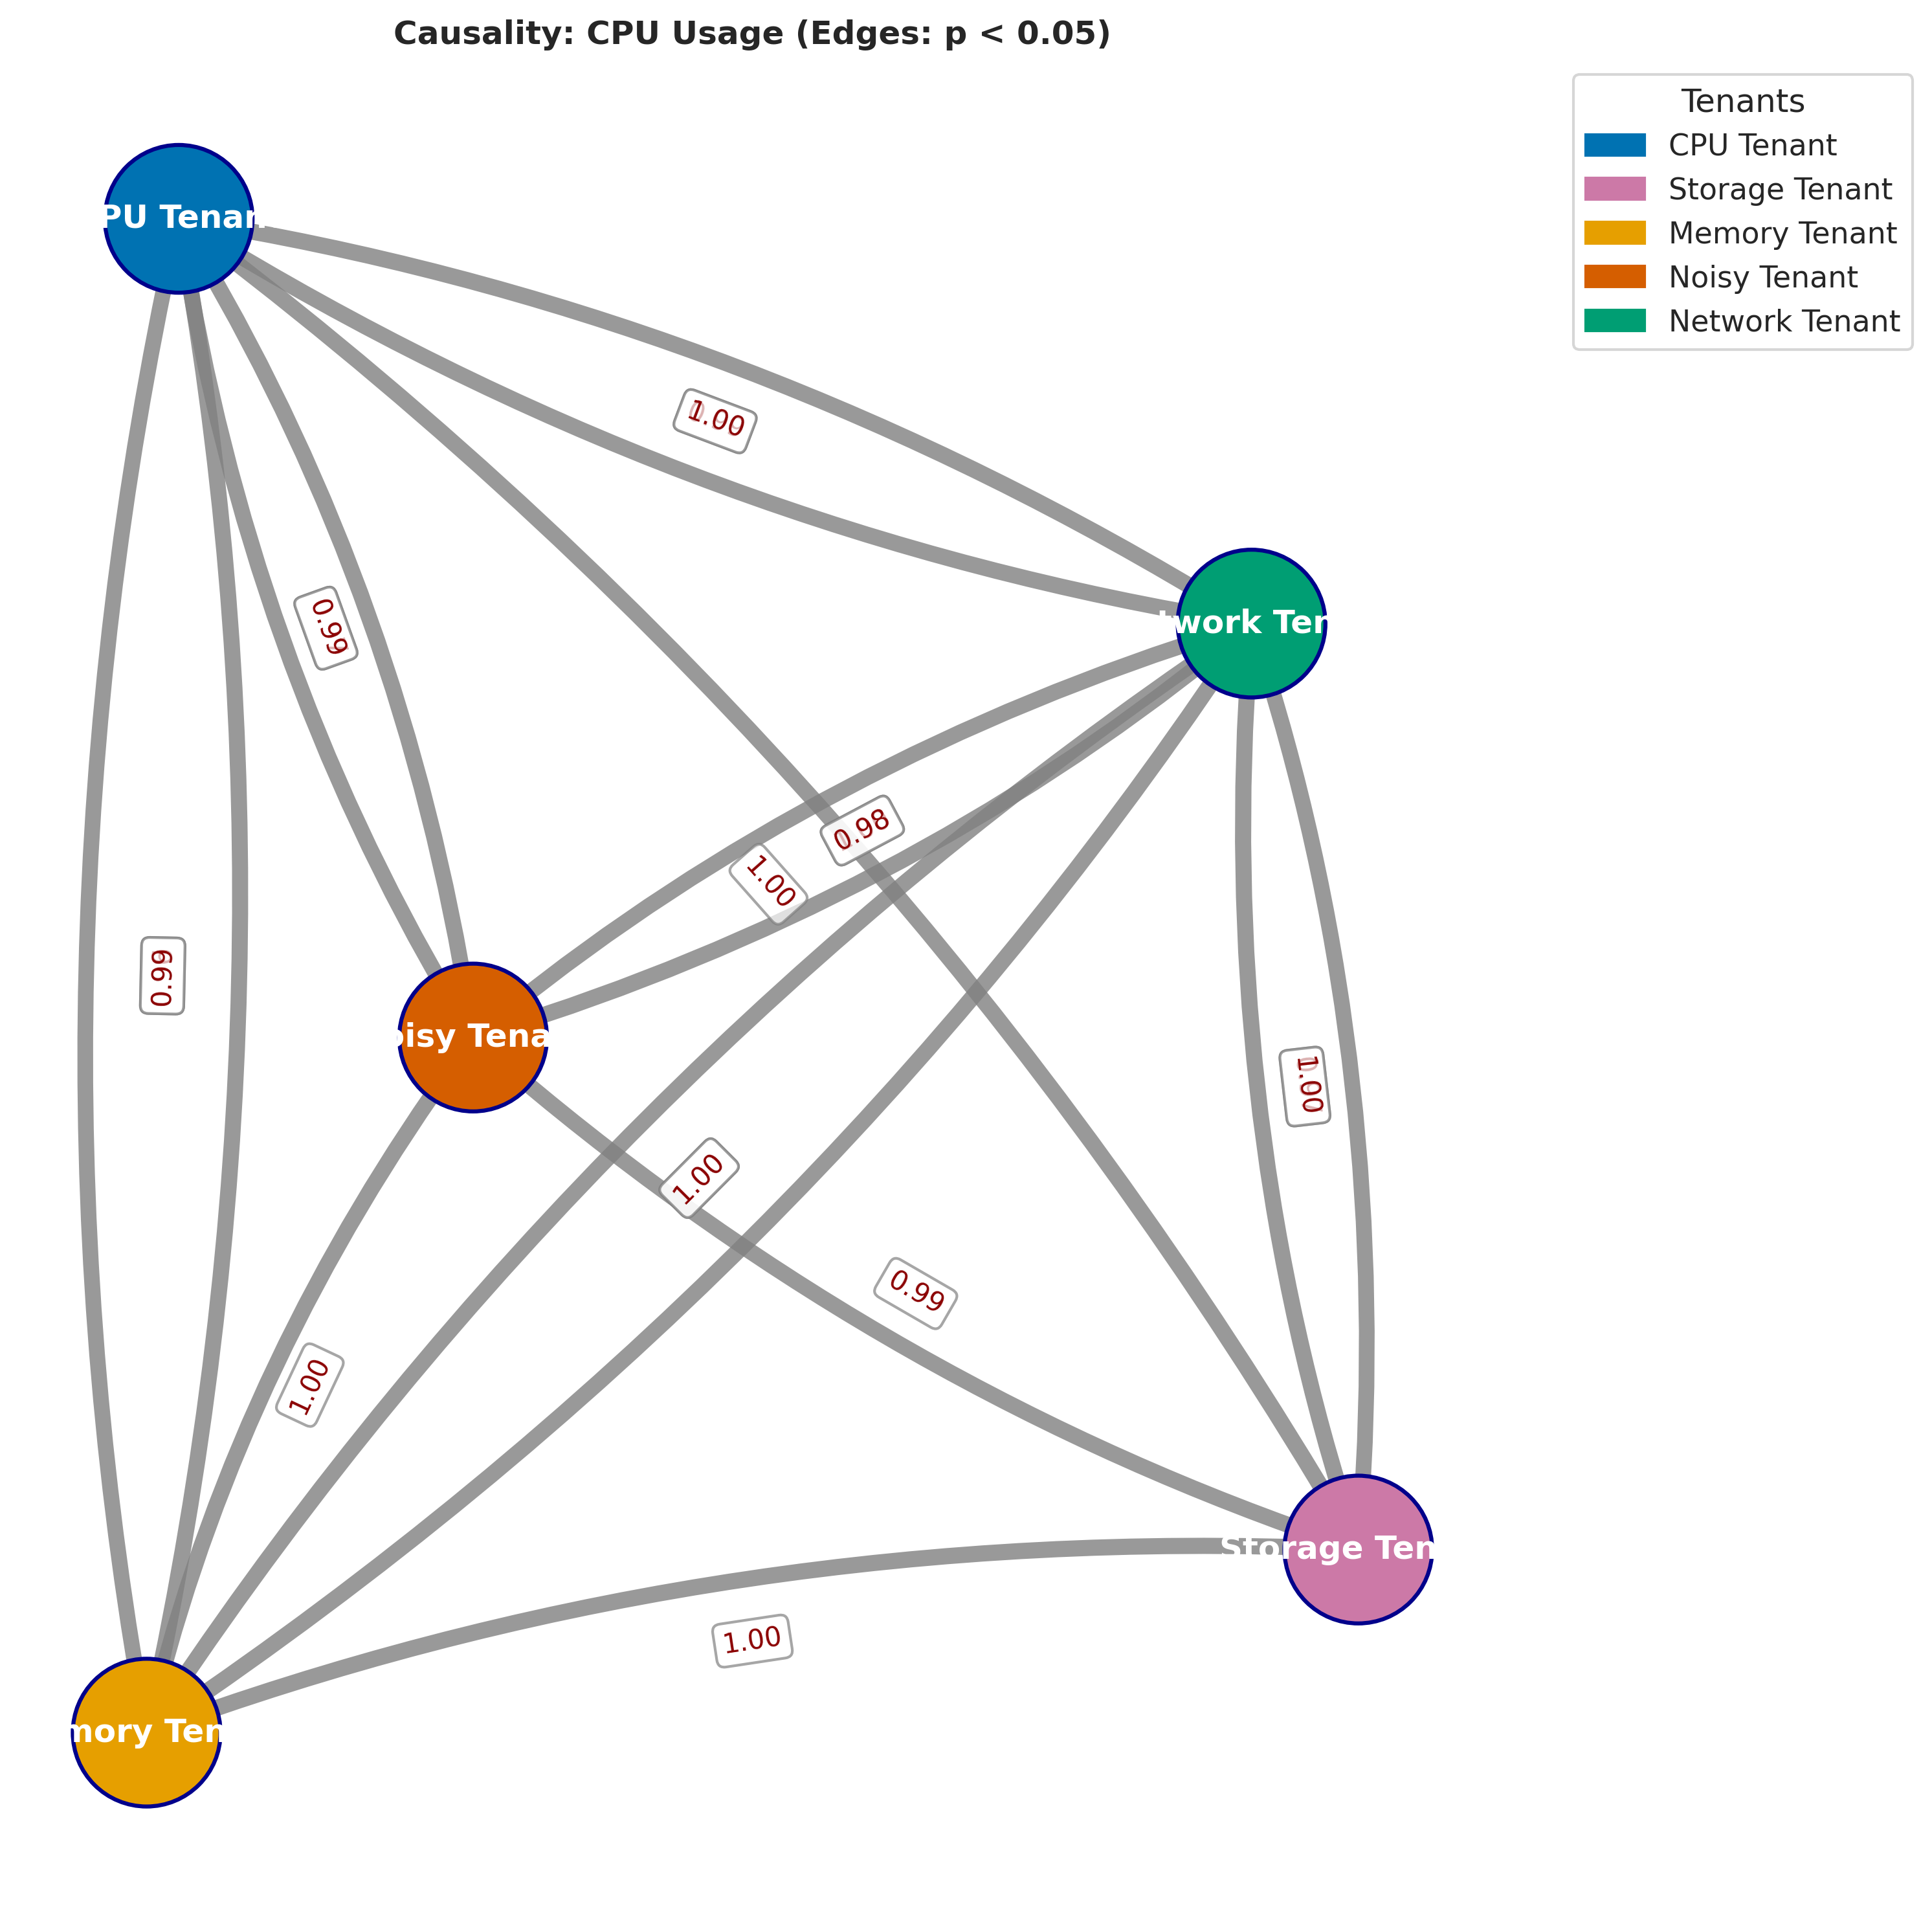 Causality: CPU Usage (Edges: p < 0.05)
Tenants
CPU Tenant
Storage Tenant
Memory Tenant
Noisy Tenant
Network Tenant
PU Tenan
1.00
twork Ten
0.99
0.98
1.00
0.99
oisy Tena
1.00
1.00
0.99
1.00
Storage Ten
1.00
mory Ten